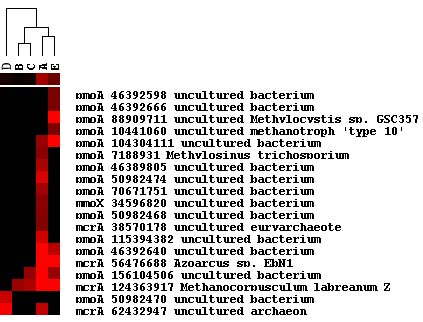 D B C A E
pmoA 46392598 uncultured bacterium
pmoA 46392666 uncultured bacterium
pmoA 88909711 uncultured Methylocystis sp. GSC357
pmoA 10441060 uncultured methanotroph 'type 10'
pmoA 104304111 uncultured bacterium
pmoA 7188931 Methylosinus trichosporium
pmoA 46389805 uncultured bacterium
pmoA 50982474 uncultured bacterium
pmoA 70671751 uncultured bacterium
mmoX 34596820 uncultured bacterium
pmoA 50982468 uncultured bacterium
mcrA 38570178 uncultured euryarchaeote
pmoA 115394382 uncultured bacterium
pmoA 46392640 uncultured bacterium
mcrA 56476688 Azoarcus sp. EbN1
pmoA 156104506 uncultured bacterium
mcrA 124363917 Methanocorpusculum labreanum Z
pmoA 50982470 uncultured bacterium
mcrA 62432947 uncultured archaeon